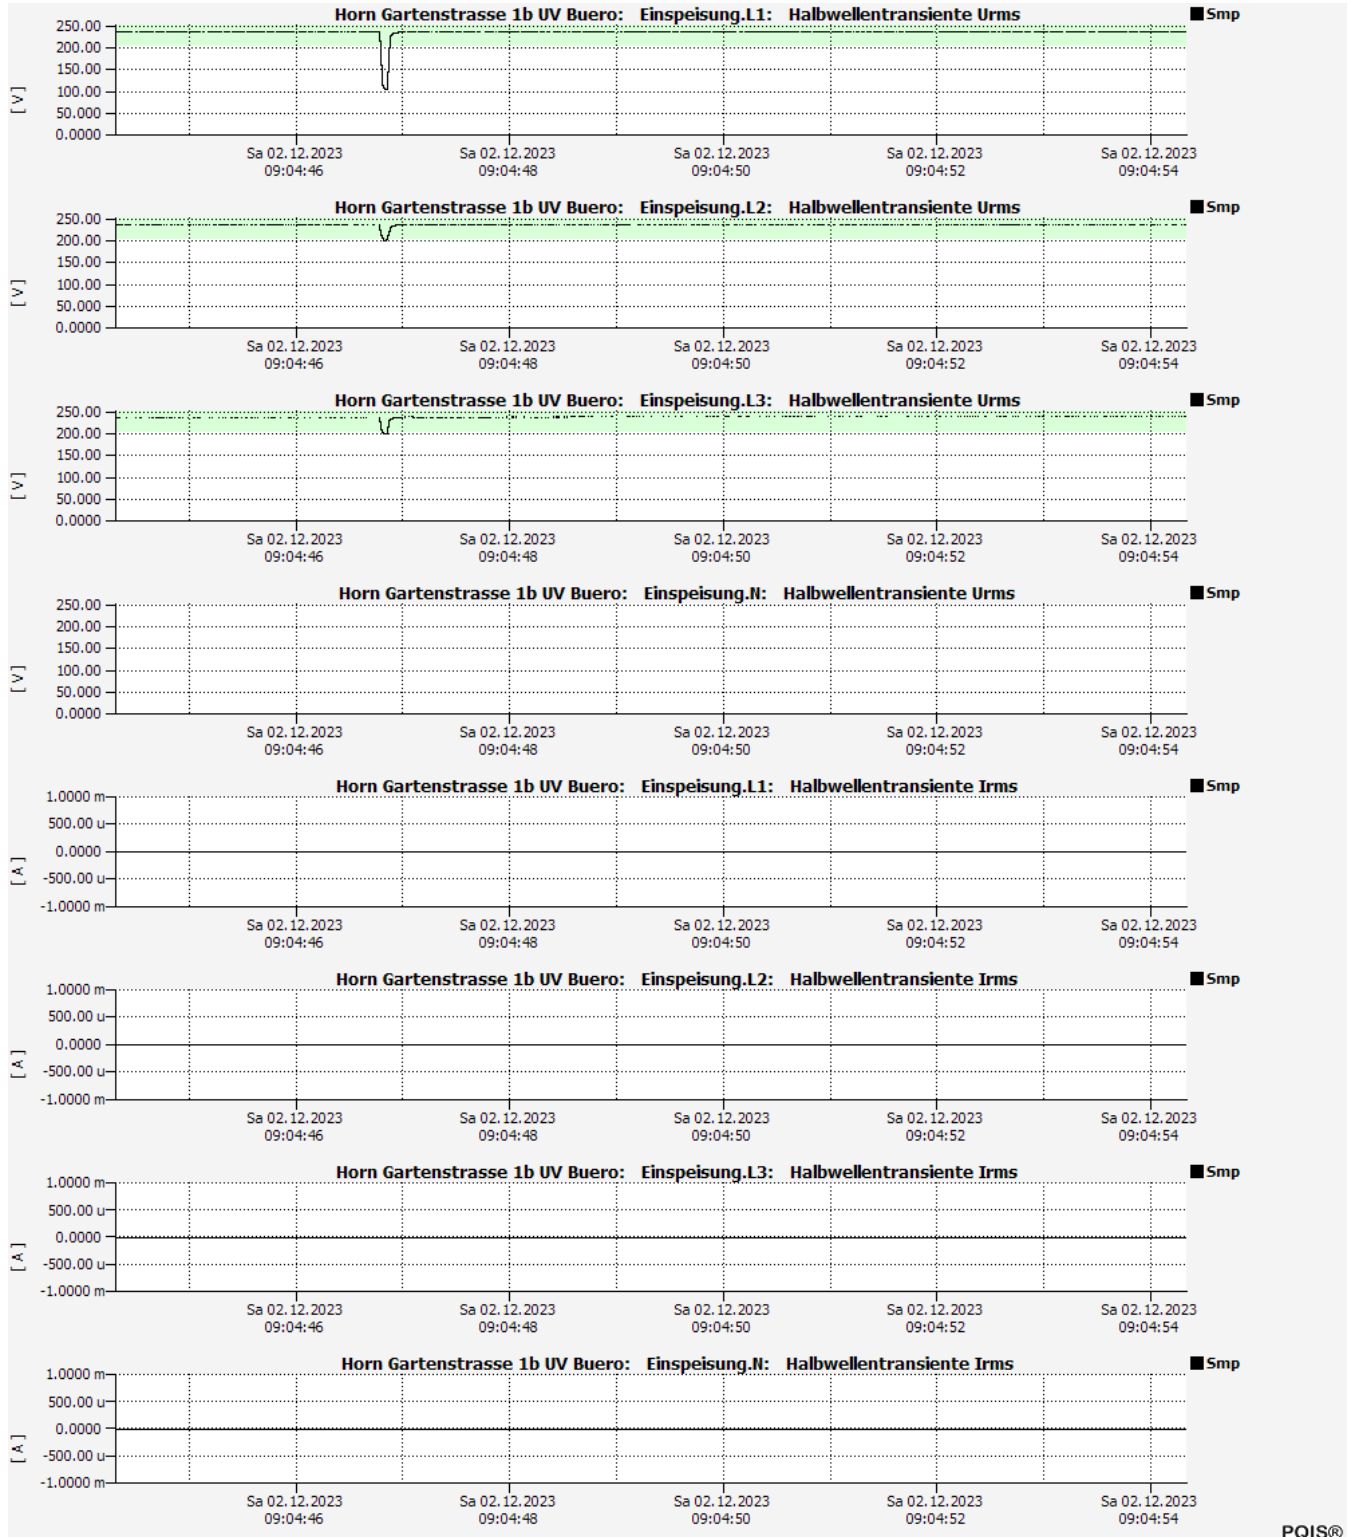 Horn Gartenstrasse 1b UV Buero: Einspeisung.L1: Halbwellentransiente Urms
Smp
250.00
200.00
150.00
100.00
50.000
0.0000
[ V ]
Sa 02.12.2023 Sa 02.12.2023 Sa 02.12.2023 Sa 02.12.2023 Sa 02.12.2023
09:04:46 09:04:48 09:04:50 09:04:52 09:04:54
Horn Gartenstrasse 1b UV Buero: Einspeisung.L2: Halbwellentransiente Urms
Smp
250.00
200.00
150.00
100.00
50.000
0.0000
[ V ]
Sa 02.12.2023 Sa 02.12.2023 Sa 02.12.2023 Sa 02.12.2023 Sa 02.12.2023
09:04:46 09:04:48 09:04:50 09:04:52 09:04:54
Horn Gartenstrasse 1b UV Buero: Einspeisung.L3: Halbwellentransiente Urms
Smp
250.00
200.00
150.00
100.00
50.000
0.0000
[ V ]
Sa 02.12.2023 Sa 02.12.2023 Sa 02.12.2023 Sa 02.12.2023 Sa 02.12.2023
09:04:46 09:04:48 09:04:50 09:04:52 09:04:54
Horn Gartenstrasse 1b UV Buero: Einspeisung.N: Halbwellentransiente Urms
Smp
250.00
200.00
150.00
100.00
50.000
0.0000
[ V ]
Sa 02.12.2023 Sa 02.12.2023 Sa 02.12.2023 Sa 02.12.2023 Sa 02.12.2023
09:04:46 09:04:48 09:04:50 09:04:52 09:04:54
Horn Gartenstrasse 1b UV Buero: Einspeisung.L1: Halbwellentransiente Irms
Smp
1.0000 m
500.00 u
0.0000
-500.00 u
-1.0000 m
[ A ]
Sa 02.12.2023 Sa 02.12.2023 Sa 02.12.2023 Sa 02.12.2023 Sa 02.12.2023
09:04:46 09:04:48 09:04:50 09:04:52 09:04:54
Horn Gartenstrasse 1b UV Buero: Einspeisung.L2: Halbwellentransiente Irms
Smp
1.0000 m
500.00 u
0.0000
-500.00 u
-1.0000 m
[ A ]
Sa 02.12.2023 Sa 02.12.2023 Sa 02.12.2023 Sa 02.12.2023 Sa 02.12.2023
09:04:46 09:04:48 09:04:50 09:04:52 09:04:54
Horn Gartenstrasse 1b UV Buero: Einspeisung.L3: Halbwellentransiente Irms
Smp
1.0000 m
500.00 u
0.0000
-500.00 u
-1.0000 m
[ A ]
Sa 02.12.2023 Sa 02.12.2023 Sa 02.12.2023 Sa 02.12.2023 Sa 02.12.2023
09:04:46 09:04:48 09:04:50 09:04:52 09:04:54
Horn Gartenstrasse 1b UV Buero: Einspeisung.N: Halbwellentransiente Irms
Smp
1.0000 m
500.00 u
0.0000
-500.00 u
-1.0000 m
[ A ]
Sa 02.12.2023 Sa 02.12.2023 Sa 02.12.2023 Sa 02.12.2023 Sa 02.12.2023
09:04:46 09:04:48 09:04:50 09:04:52 09:04:54
PQIS®